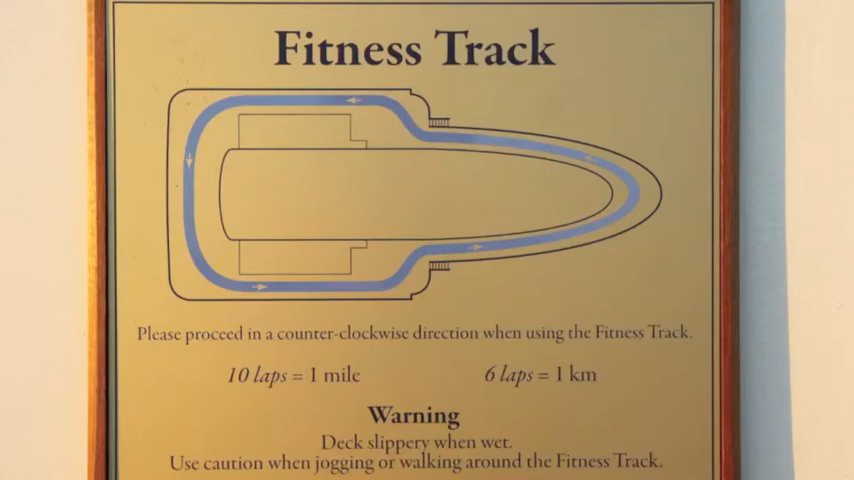 Fitness Track
Please proceed in a counter-clockwise direction when using the Fitness Track.
10 laps = 1 mile
6 laps = 1 km
Warning
Deck slippery when wet.
Use caution when jogging or walking around the Fitness Track.